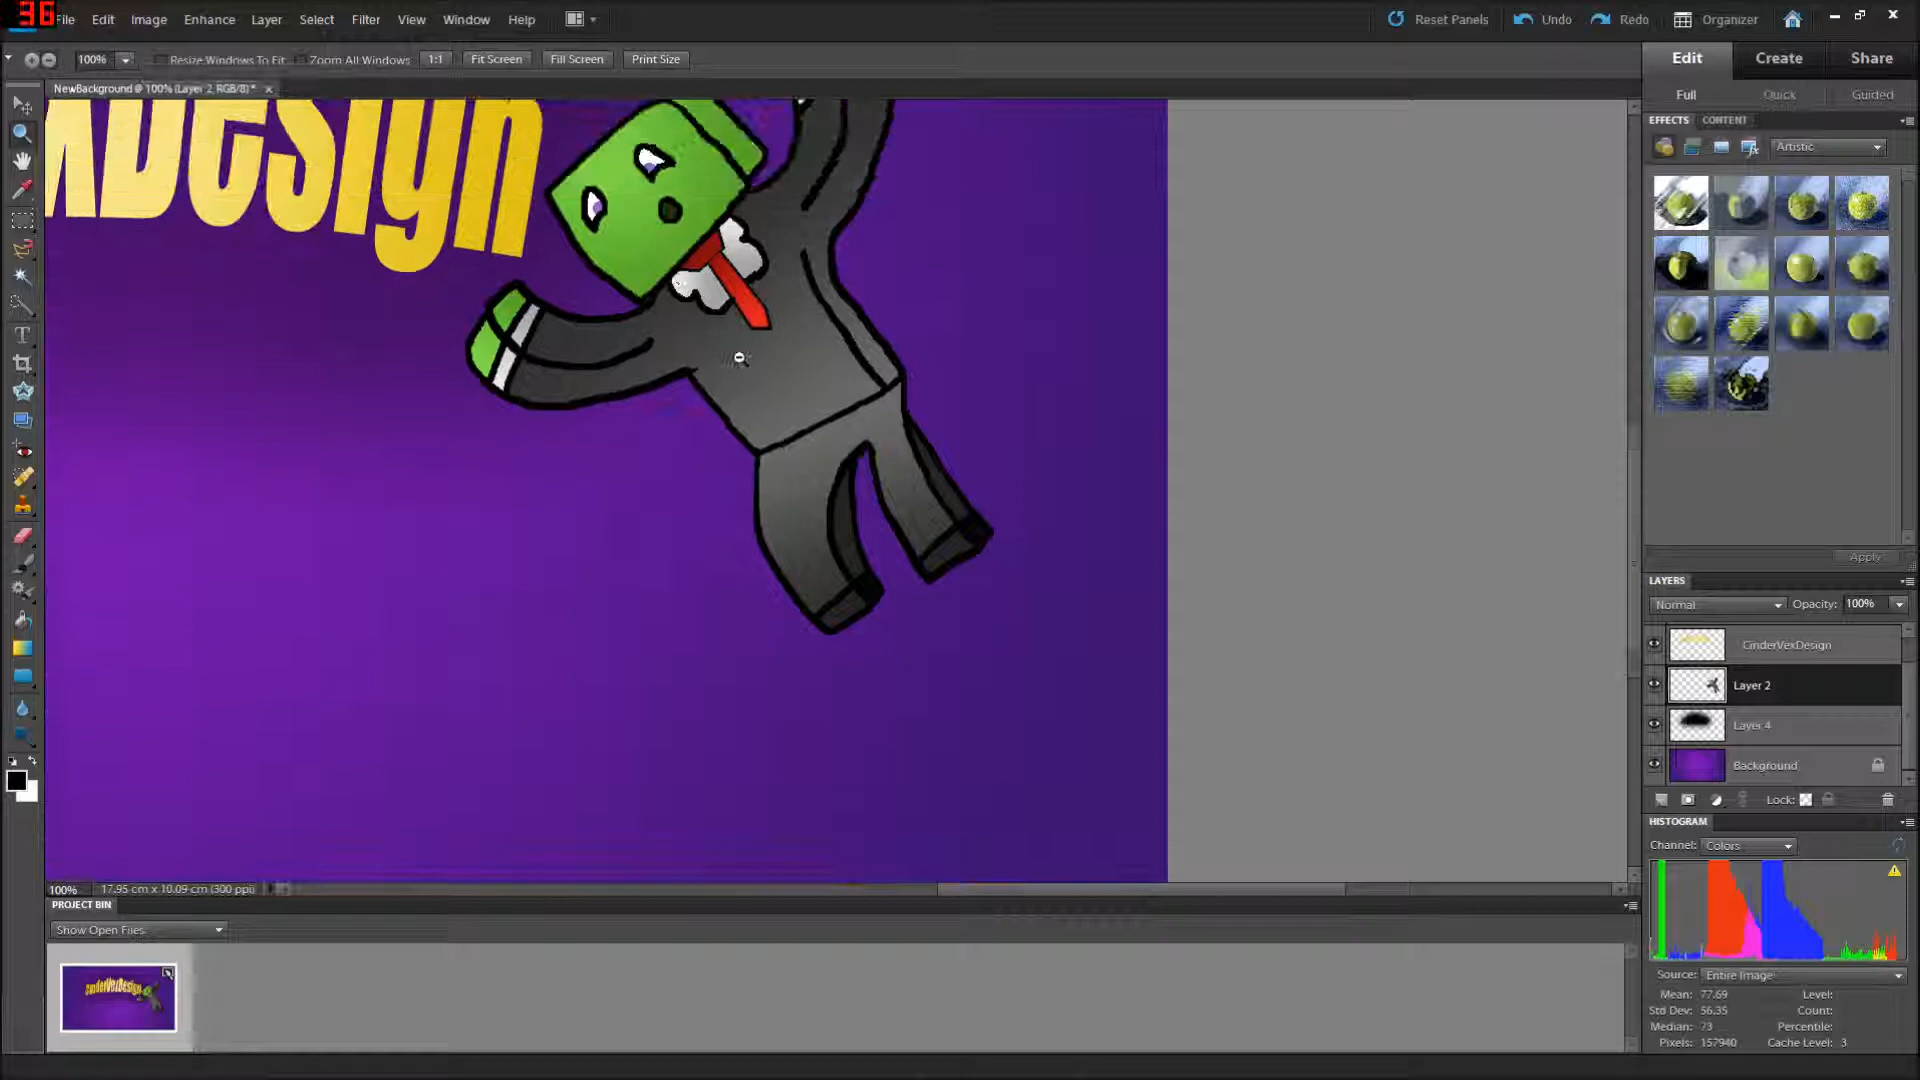 36
File Edit Image Enhance Layer Select Filter View Window Help
Reset Panels Undo Redo Organizer
100% Resize Windows To Fit Zoom All Windows 1:1 Fit Screen Fill Screen Print Size
Edit Create Share
NewBackground @ 100% (Layer 2, RGB/8) *
Full Quick Guided
EFFECTS CONTENT
Artistic
xDesign
Apply
LAYERS
Normal Opacity: 100%
CinderVexDesign
Layer 2
Layer 4
Background
Lock:
HISTOGRAM
Channel: Colors
Source: Entire Image
Mean: 77.69 Level:
Std Dev: 56.35 Count:
Median: 73 Percentile:
Pixels: 157940 Cache Level: 3
100% 17.95 cm x 10.09 cm (300 ppi)
PROJECT BIN
Show Open Files
CinderVexDesign